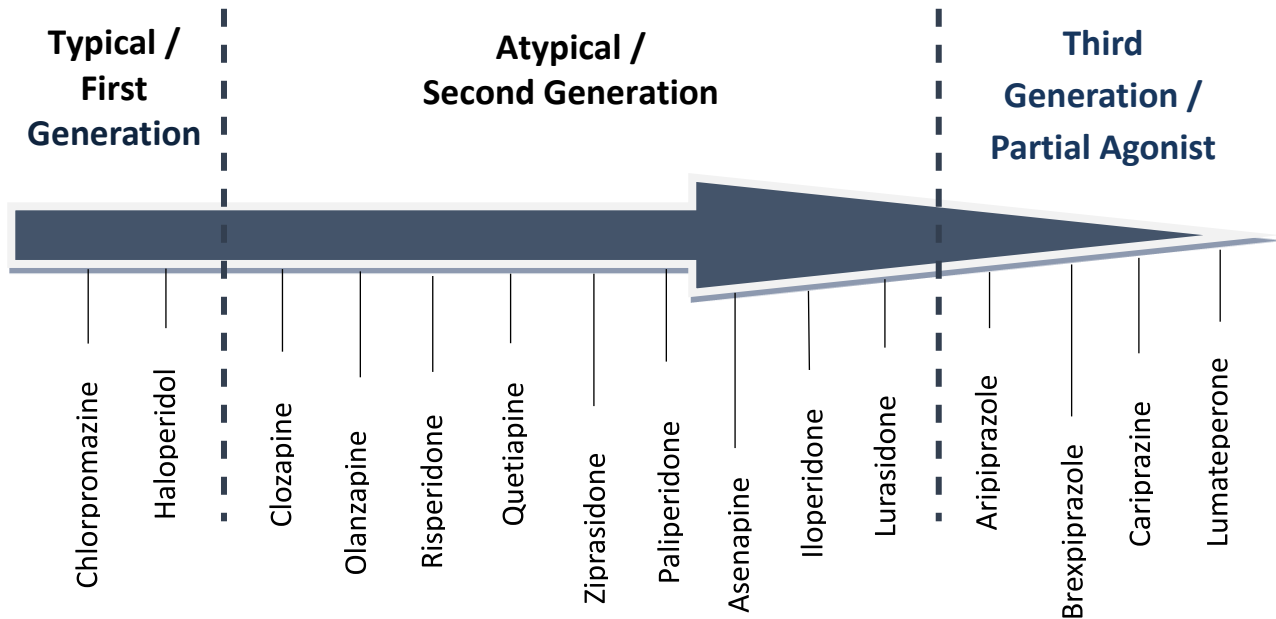 Typical /
First
Generation
Atypical /
Second Generation
Third
Generation /
Partial Agonist
Chlorpromazine
Haloperidol
Clozapine
Olanzapine
Risperidone
Quetiapine
Ziprasidone
Paliperidone
Asenapine
Iloperidone
Lurasidone
Aripiprazole
Brexpiprazole
Cariprazine
Lumateperone